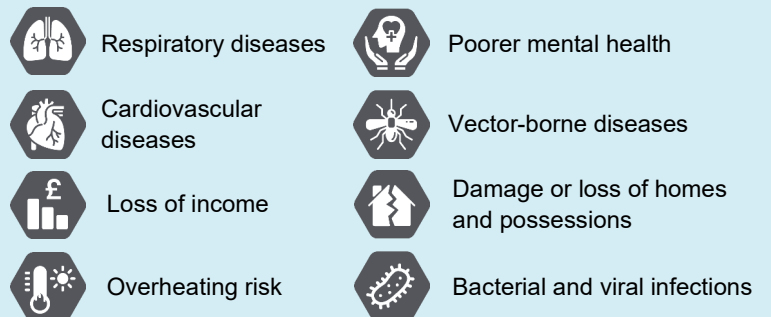 Respiratory diseases
Poorer mental health
Cardiovascular
diseases
Vector-borne diseases
£
Loss of income
Damage or loss of homes
and possessions
Overheating risk
Bacterial and viral infections